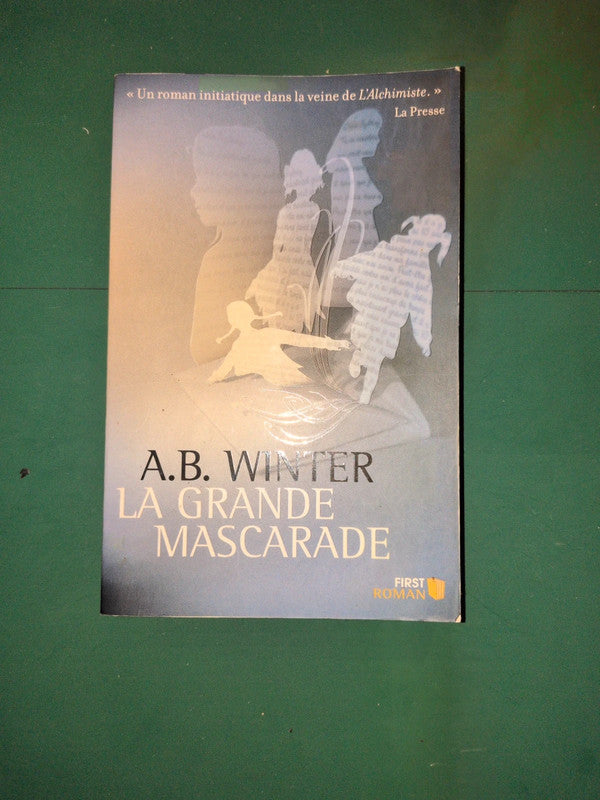 « Un roman initiatique dans la veine de L'Alchimiste. »
La Presse
A.B. WINTER
LA GRANDE
MASCARADE
FIRST
ROMAN